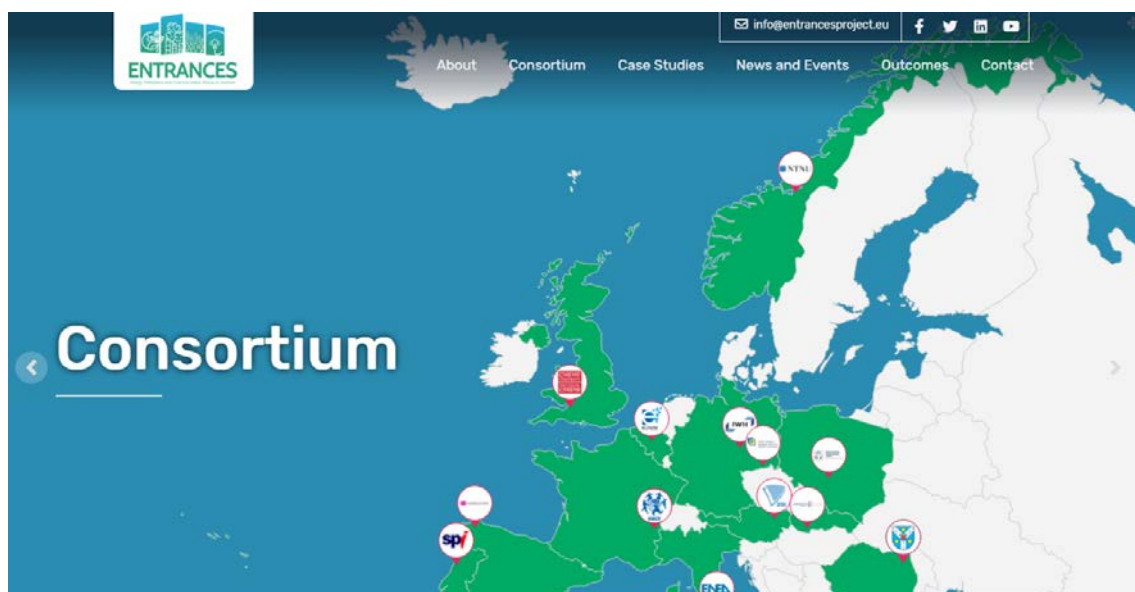 info@entrancesproject.eu
ENTRANCES
About Consortium Case Studies News and Events Outcomes Contact
NTNU
Consortium
spi